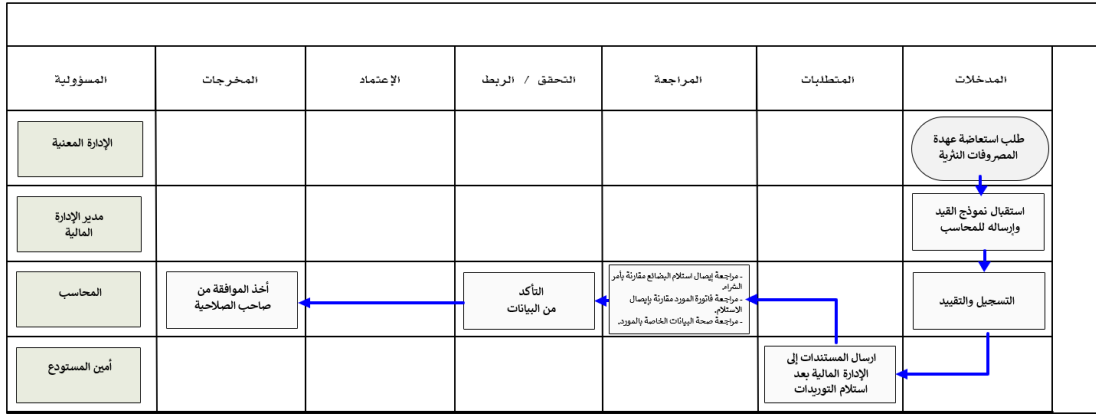 المدخلات
المتطلبات
المراجعة
التحقق / الربط
الإعتماد
المخرجات
المسؤولية
طلب استعاضة عهدة
المصروفات النثرية
الإدارة المعنية
استقبال نموذج القيد
وإرساله للمحاسب
مدير الإدارة
المالية
التسجيل والتقييد
- مراجعة إيصال استلام البضائع مقارنة بأمر
الشراء.
- مراجعة فاتورة المورد مقارنة بإيصال
الاستلام.
- مراجعة صحة البيانات الخاصة بالمورد.
التأكد
من البيانات
أخذ الموافقة من
صاحب الصلاحية
المحاسب
ارسال المستندات إلى
الإدارة المالية بعد
استلام التوريدات
أمين المستودع